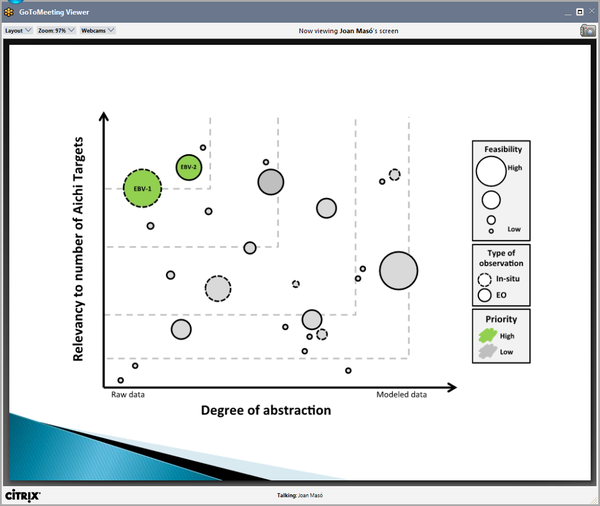 GoToMeeting Viewer
Layout Zoom: 97% Webcams Now viewing Joan Masó's screen
Relevancy to number of Aichi Targets
EBV-1
EBV-2
Raw data
Modeled data
Degree of abstraction
Feasibility
High
Low
Type of
observation
In-situ
EO
Priority
High
Low
CITRIX
Talking: Joan Masó